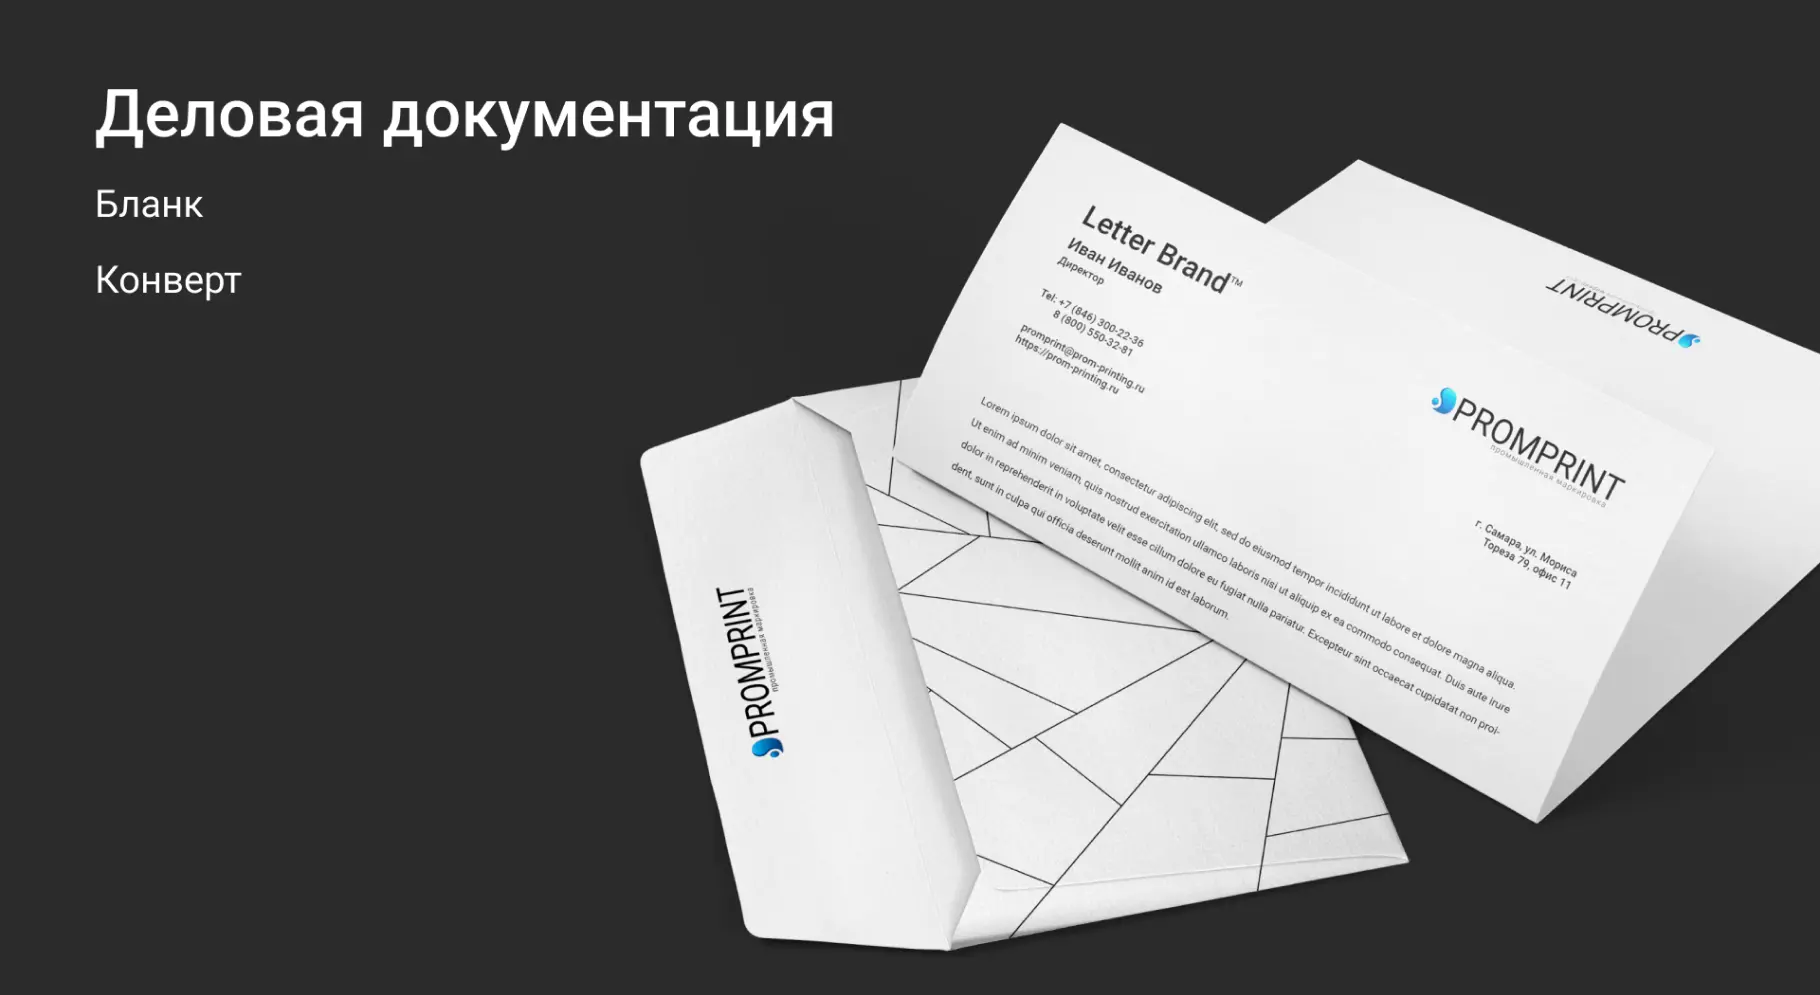 Деловая документация
Бланк
Конверт
Letter Brand™
Иван Иванов
Директор
Tel: +7 (846) 300-22-36
8 (800) 550-32-81
promprint@prom-printing.ru
https://prom-printing.ru
PROMPRINT
промышленная маркировка
г. Самара, ул. Мориса
Тореза 79, офис 11
Lorem ipsum dolor sit amet, consectetur adipiscing elit, sed do eiusmod tempor incididunt ut labore et dolore magna aliqua.
Ut enim ad minim veniam, quis nostrud exercitation ullamco laboris nisi ut aliquip ex ea commodo consequat. Duis aute irure
dolor in reprehenderit in voluptate velit esse cillum dolore eu fugiat nulla pariatur. Excepteur sint occaecat cupidatat non proi-
dent, sunt in culpa qui officia deserunt mollit anim id est laborum.
PROMPRINT
PROMPRINT
промышленная маркировка